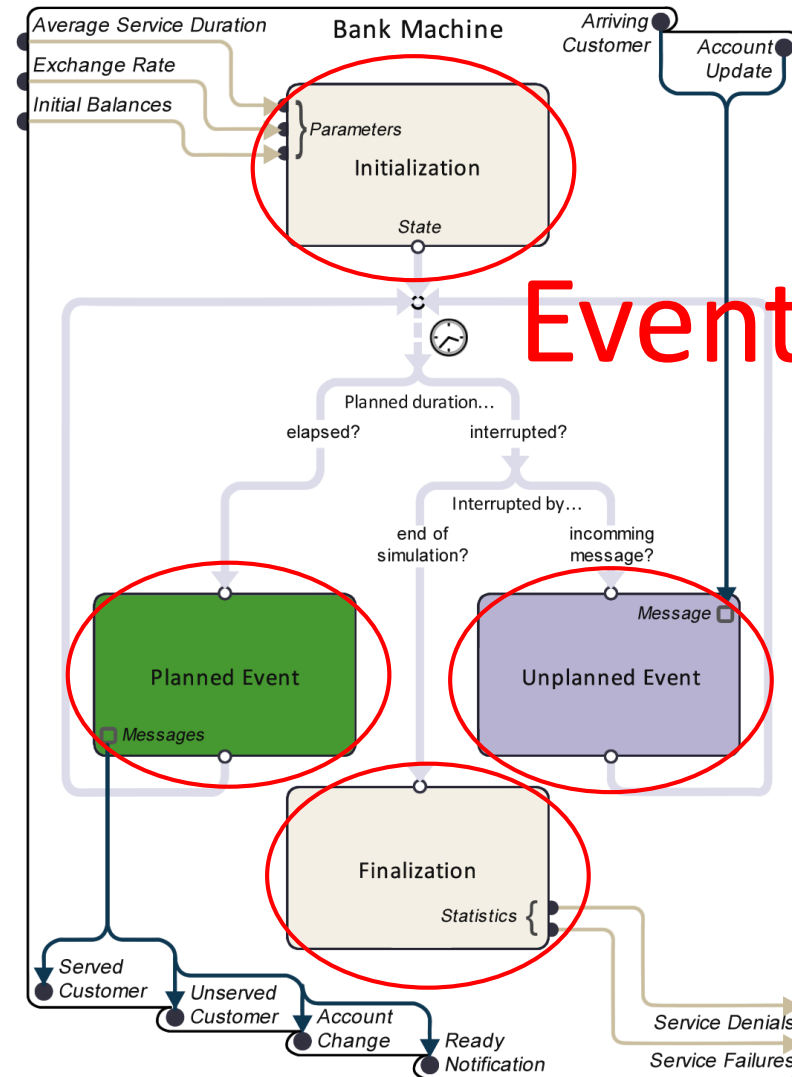 Bank Machine
Average Service Duration
Exchange Rate
Initial Balances
Arriving
Customer
Account
Update
Parameters
Initialization
State
Event
Planned duration...
elapsed?
interrupted?
Interrupted by...
end of
simulation?
incomming
message?
Planned Event
Messages
Message
Unplanned Event
Finalization
Statistics
Served
Customer
Unserved
Customer
Account
Change
Ready
Notification
Service Denials
Service Failures